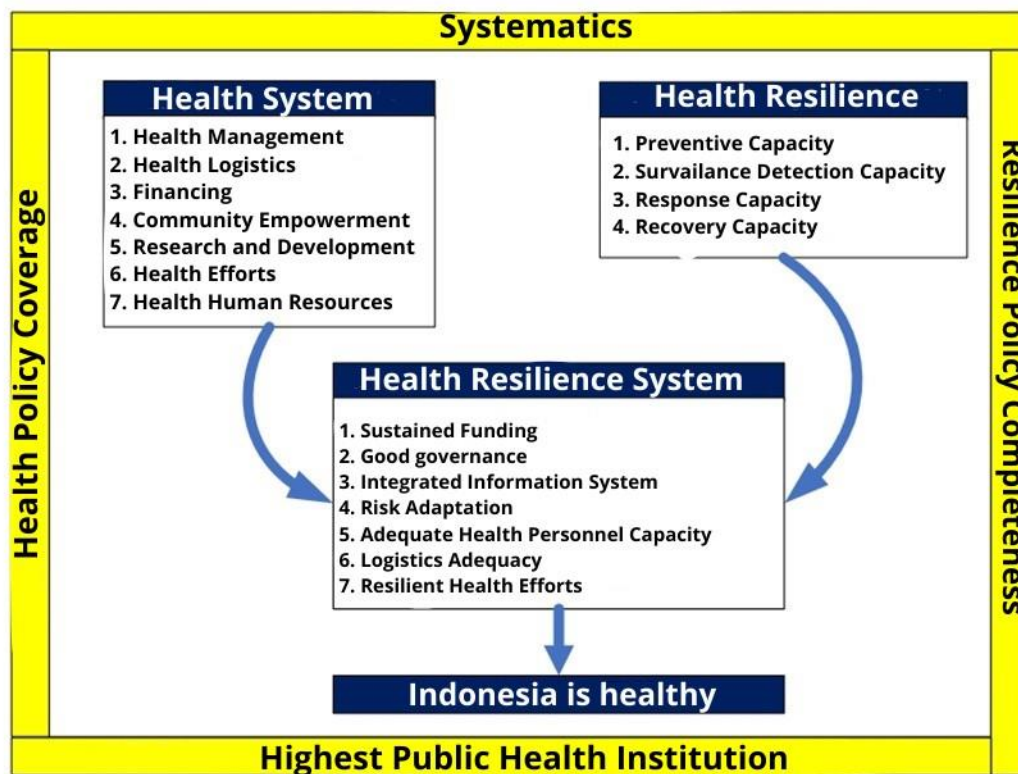 Systematics
Health Policy Coverage
Health System
1. Health Management
2. Health Logistics
3. Financing
4. Community Empowerment
5. Research and Development
6. Health Efforts
7. Health Human Resources
Health Resilience
1. Preventive Capacity
2. Survailance Detection Capacity
3. Response Capacity
4. Recovery Capacity
Resilience Policy Completeness
Health Resilience System
1. Sustained Funding
2. Good governance
3. Integrated Information System
4. Risk Adaptation
5. Adequate Health Personnel Capacity
6. Logistics Adequacy
7. Resilient Health Efforts
Indonesia is healthy
Highest Public Health Institution